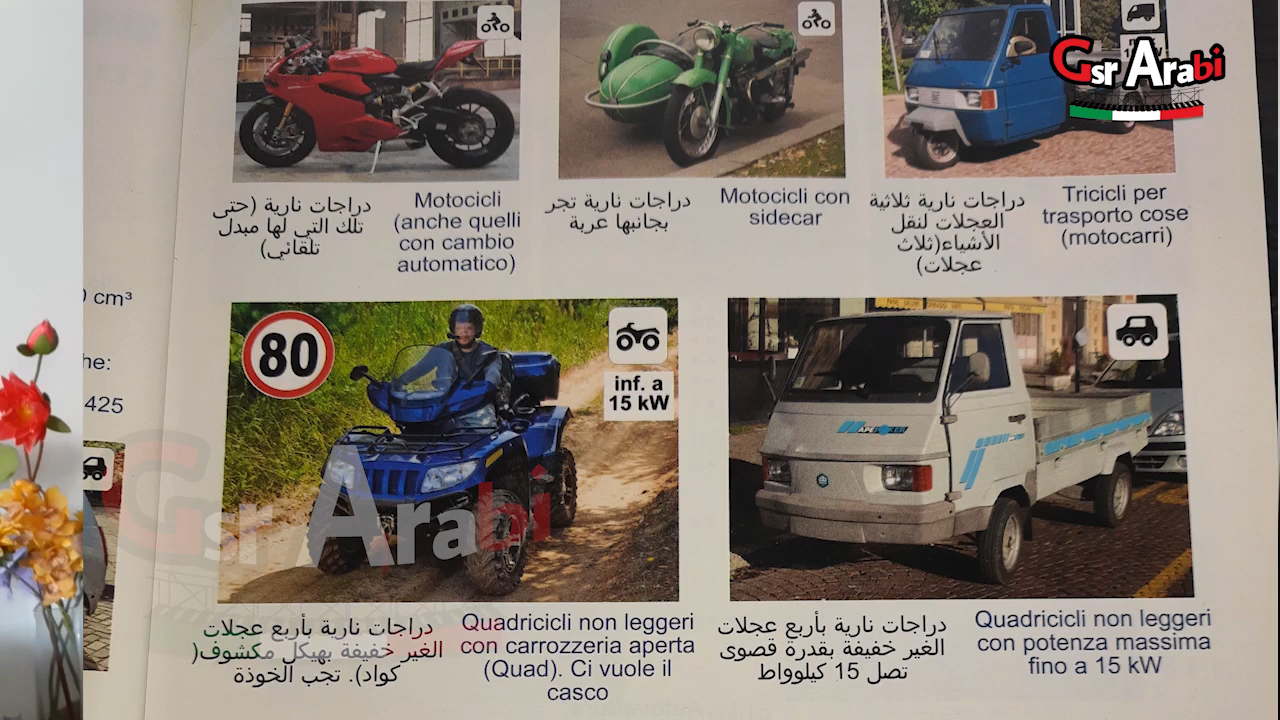 Gsr Arabi
دراجات نارية (حتى
تلك التي لها مبدل
تلقائي)
Motocicli
(anche quelli
con cambio
automatico)
دراجات نارية تجر
بجانبها عربة
Motocicli con
sidecar
دراجات نارية ثلاثية
العجلات لنقل
الأشياء(ثلاث
عجلات)
Tricicli per
trasporto cose
(motocarri)
0 cm³
he:
425
80
inf. a
15 kW
Gsr Arabi
دراجات نارية بأربع عجلات
الغير خفيفة بهيكل مكشوف(
كواد). تجب الخوذة
Quadricicli non leggeri
con carrozzeria aperta
(Quad). Ci vuole il
casco
دراجات نارية بأربع عجلات
الغير خفيفة بقدرة قصوى
تصل 15 كيلوواط
Quadricicli non leggeri
con potenza massima
fino a 15 kW